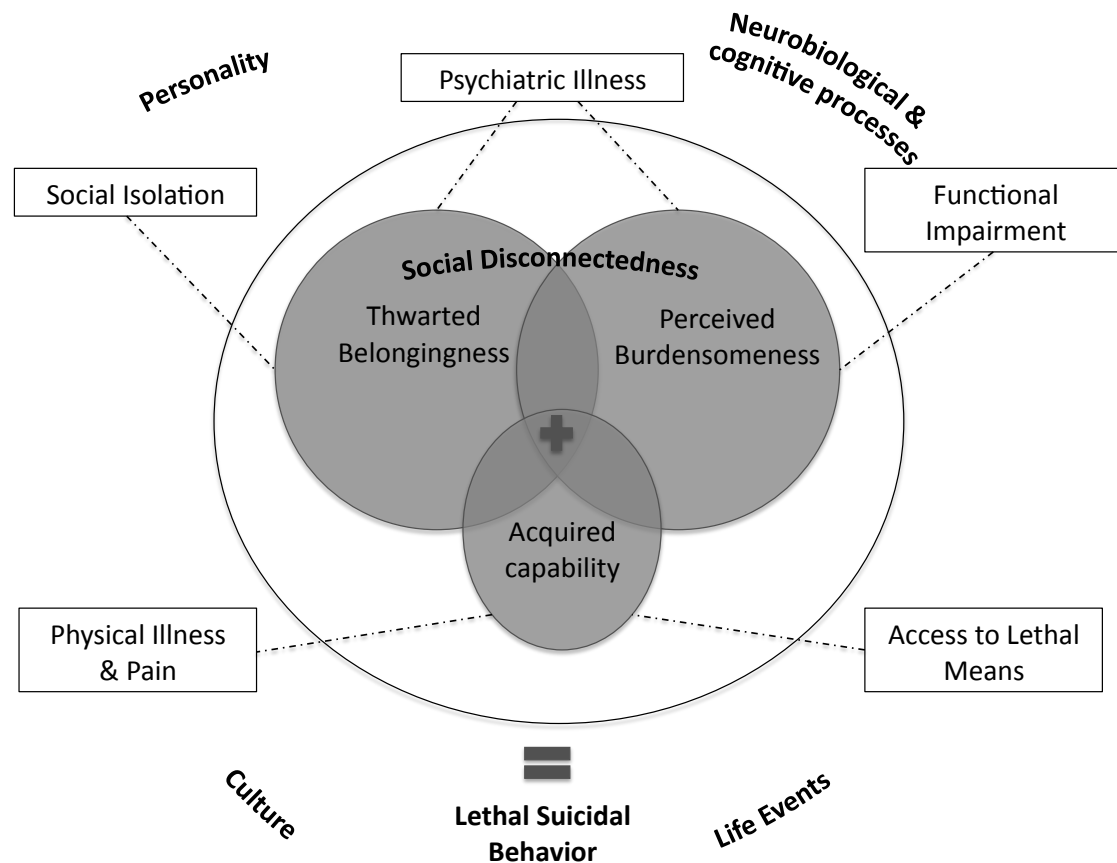 Personality
Psychiatric Illness
Neurobiological &
cognitive processes
Social Isolation
Functional
Impairment
Social Disconnectedness
Thwarted
Belongingness
Perceived
Burdensomeness
Acquired
capability
Physical Illness
& Pain
Access to Lethal
Means
Culture
Lethal Suicidal
Behavior
Life Events